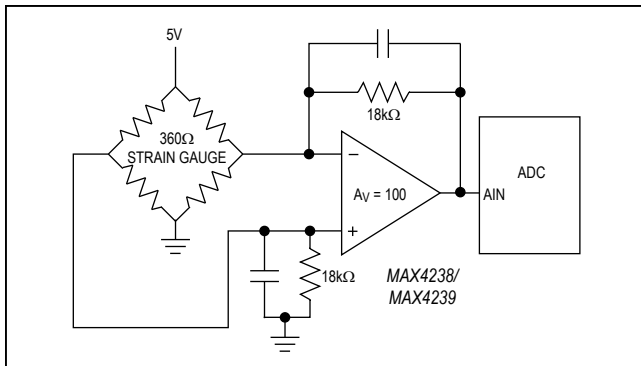 5V
360Ω
STRAIN GAUGE
18kΩ
AV = 100
−
+
AIN
ADC
18kΩ
MAX4238/
MAX4239